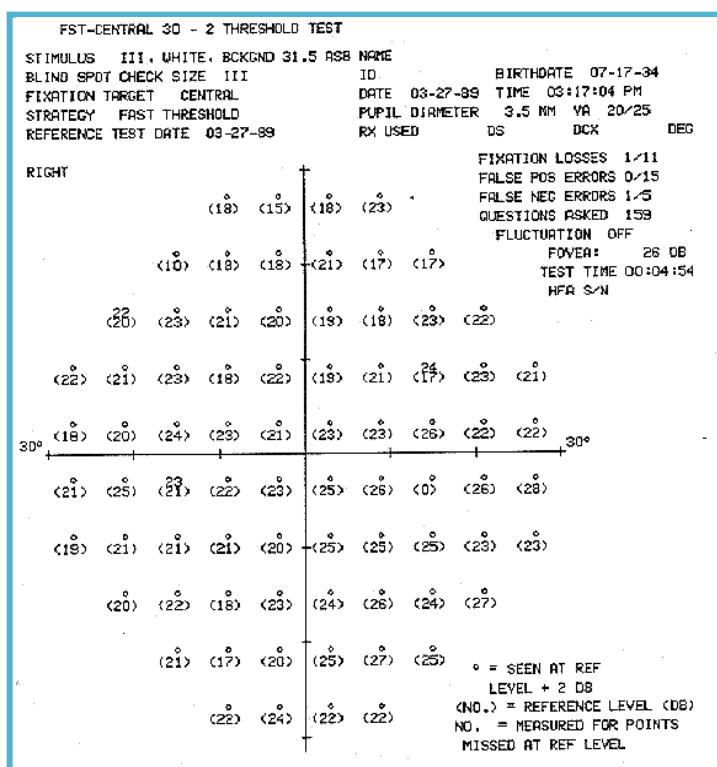 FST-CENTRAL 30 - 2 THRESHOLD TEST
STIMULUS III, WHITE, BCKGND 31.5 ASB NAME
BLIND SPOT CHECK SIZE III ID BIRTHDATE 07-17-34
FIXATION TARGET CENTRAL DATE 03-27-89 TIME 03:17:04 PM
STRATEGY FAST THRESHOLD PUPIL DIAMETER 3.5 MM VA 20/25
REFERENCE TEST DATE 03-27-89 RX USED DS DCX DEG
RIGHT
FIXATION LOSSES 1/11
FALSE POS ERRORS 0/15
FALSE NEG ERRORS 1/5
QUESTIONS ASKED 159
FLUCTUATION OFF
FOVEA: 26 DB
TEST TIME 00:04:54
HFA S/N
° ° ° °
(18) (15) (18) (23)
° ° ° ° ° °
(10) (18) (18) (21) (17) (17)
22 ° ° ° ° ° ° °
(20) (23) (21) (20) (19) (18) (23) (22)
° ° ° ° ° ° ° 24 ° °
(22) (21) (23) (18) (22) (19) (21) (17) (23) (21)
° ° ° ° ° ° ° ° ° °
(18) (20) (24) (23) (21) (23) (23) (26) (22) (22)
30° 30°
° ° 23 ° ° ° ° ° ° °
(21) (25) (21) (22) (23) (25) (26) (0) (26) (28)
° ° ° ° ° ° ° ° ° °
(19) (21) (21) (21) (20) (25) (25) (25) (23) (23)
° ° ° ° ° ° ° °
(20) (22) (18) (23) (24) (26) (24) (27)
° ° ° ° ° °
(21) (17) (20) (25) (27) (25)
° ° ° °
(22) (24) (22) (22)
° = SEEN AT REF
LEVEL + 2 DB
(NO.) = REFERENCE LEVEL (DB)
NO. = MEASURED FOR POINTS
MISSED AT REF LEVEL